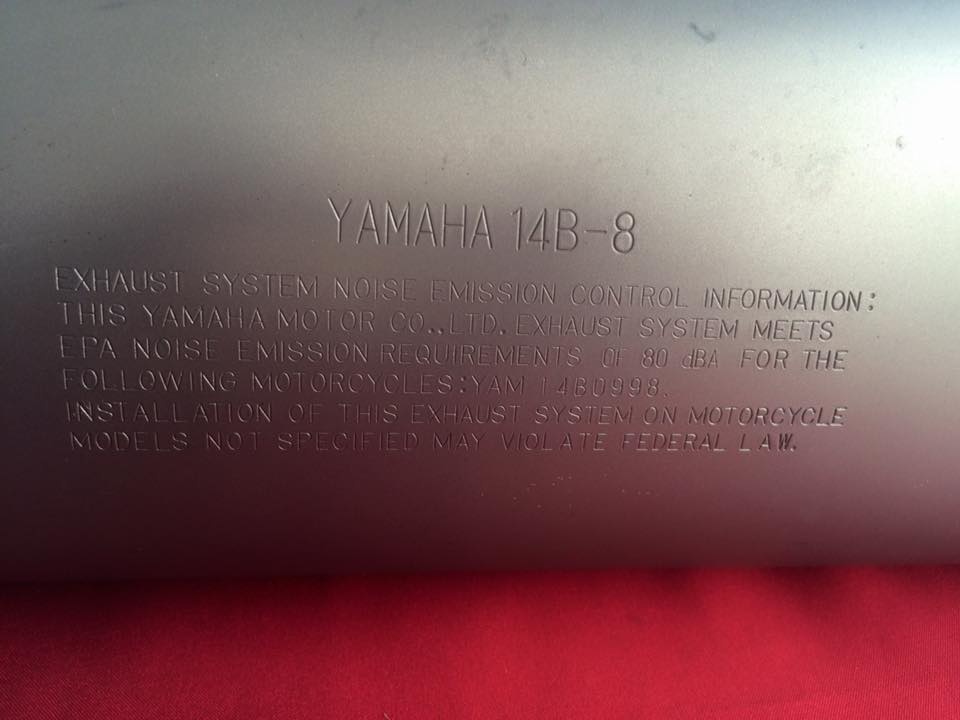 YAMAHA 14B-8
EXHAUST SYSTEM NOISE EMISSION CONTROL INFORMATION:
THIS YAMAHA MOTOR CO.,LTD. EXHAUST SYSTEM MEETS
EPA NOISE EMISSION REQUIREMENTS OF 80 dBA FOR THE
FOLLOWING MOTORCYCLES:YAM 14B0998.
INSTALLATION OF THIS EXHAUST SYSTEM ON MOTORCYCLE
MODELS NOT SPECIFIED MAY VIOLATE FEDERAL LAW.